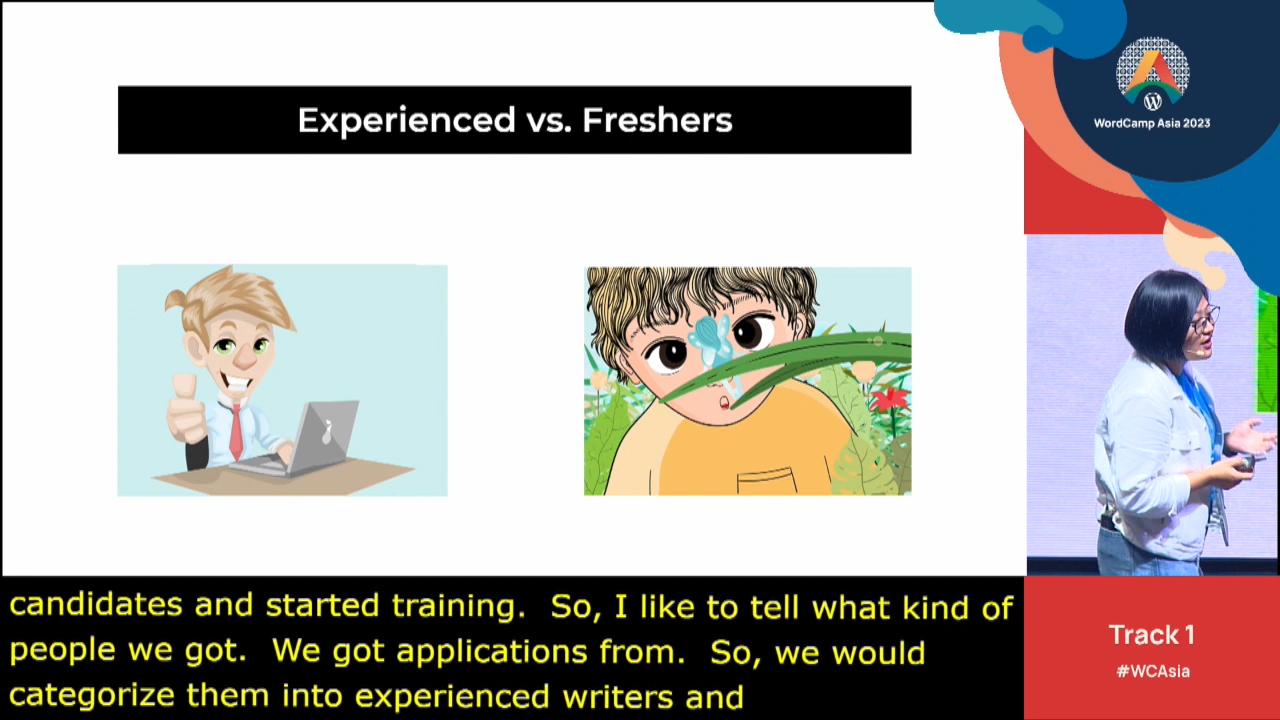 Experienced vs. Freshers
WordCamp Asia 2023
candidates and started training.  So, I like to tell what kind of
people we got.  We got applications from.  So, we would
categorize them into experienced writers and
Track 1
#WCAsia